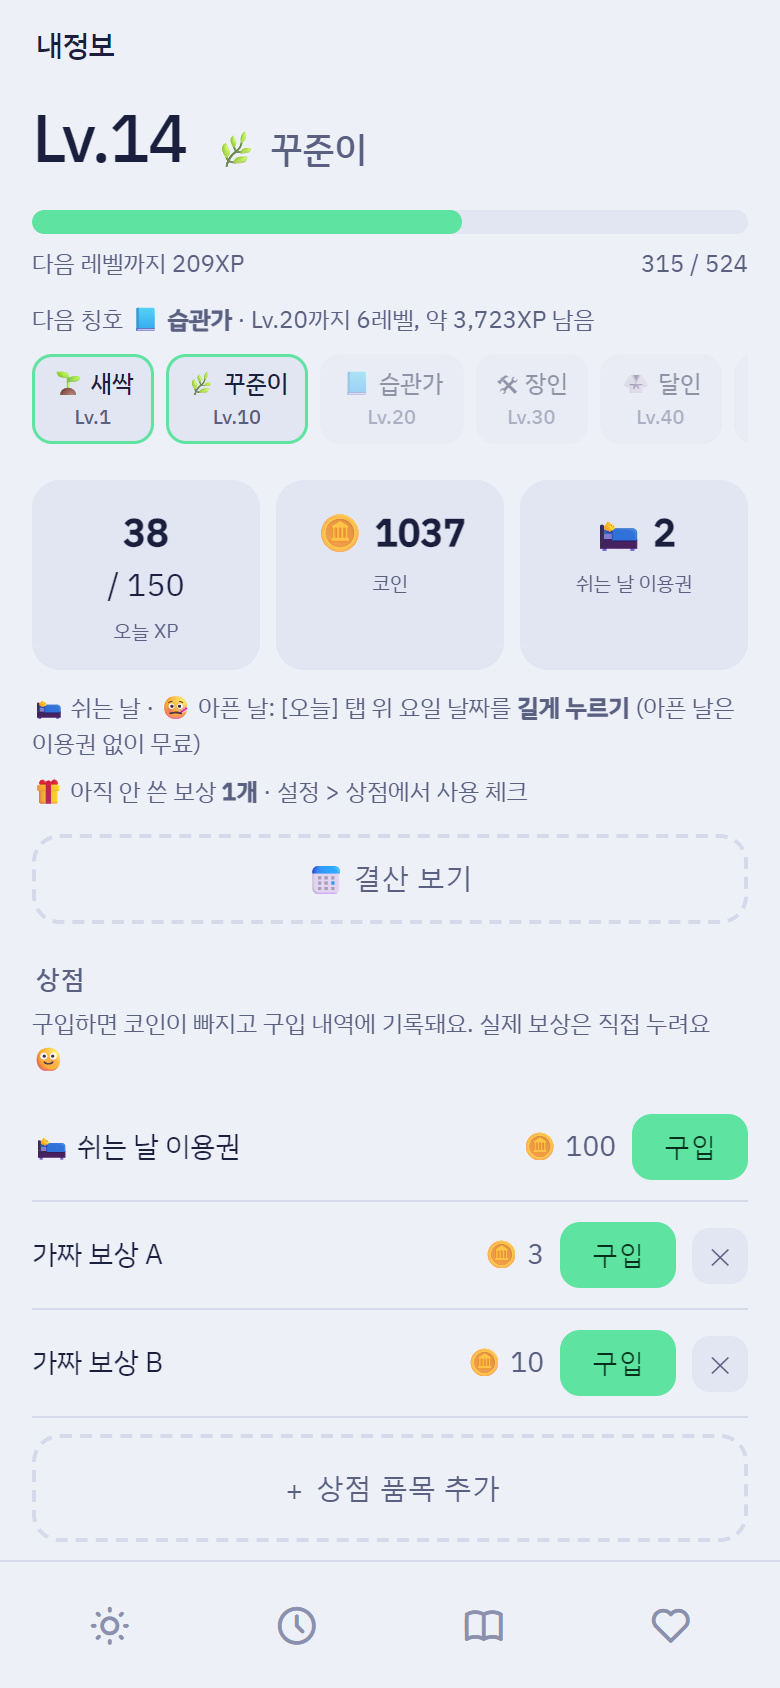 내정보
Lv.14 🌿 꾸준이
다음 레벨까지 209XP 315 / 524
다음 칭호 📘 습관가 · Lv.20까지 6레벨, 약 3,723XP 남음
🌱 새싹 🌿 꾸준이 📘 습관가 🛠 장인 🥋 달인
Lv.1 Lv.10 Lv.20 Lv.30 Lv.40
38 🪙 1037 🛌 2
/ 150 코인 쉬는 날 이용권
오늘 XP
🛌 쉬는 날 · 🤒 아픈 날: [오늘] 탭 위 요일 날짜를 길게 누르기 (아픈 날은
이용권 없이 무료)
🎁 아직 안 쓴 보상 1개 · 설정 > 상점에서 사용 체크
📅 결산 보기
상점
구입하면 코인이 빠지고 구입 내역에 기록돼요. 실제 보상은 직접 누려요
🙂
🛌 쉬는 날 이용권 🪙 100 구입
가짜 보상 A 🪙 3 구입 ×
가짜 보상 B 🪙 10 구입 ×
+ 상점 품목 추가